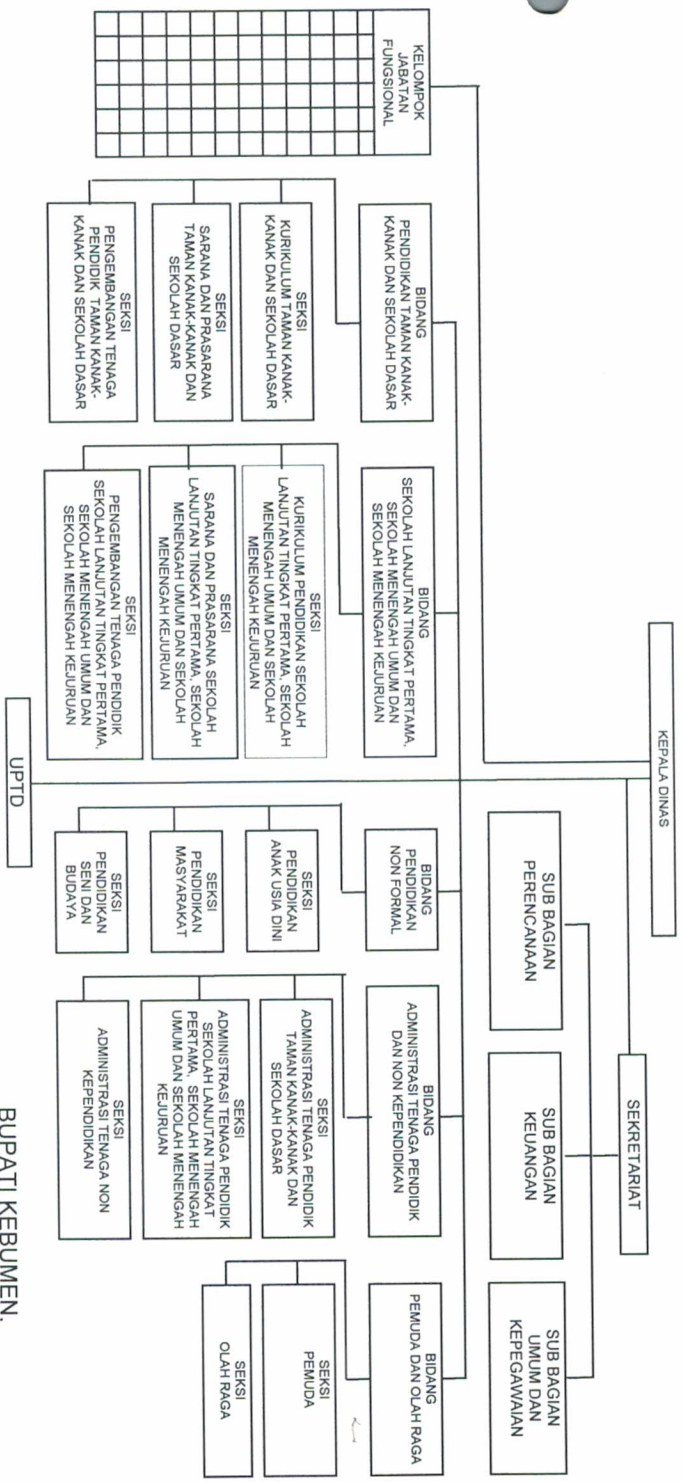 KEPALA DINAS
SEKRETARIAT
SUB BAGIAN
PERENCANAAN
SUB BAGIAN
KEUANGAN
SUB BAGIAN
UMUM DAN
KEPEGAWAIAN
KELOMPOK
JABATAN
FUNGSIONAL
BIDANG
PENDIDIKAN TAMAN KANAK-
KANAK DAN SEKOLAH DASAR
SEKSI
KURIKULUM TAMAN KANAK-
KANAK DAN SEKOLAH DASAR
SEKSI
SARANA DAN PRASARANA
TAMAN KANAK-KANAK DAN
SEKOLAH DASAR
SEKSI
PENGEMBANGAN TENAGA
PENDIDIK TAMAN KANAK-
KANAK DAN SEKOLAH DASAR
BIDANG
SEKOLAH LANJUTAN TINGKAT PERTAMA,
SEKOLAH MENENGAH UMUM DAN
SEKOLAH MENENGAH KEJURUAN
SEKSI
KURIKULUM PENDIDIKAN SEKOLAH
LANJUTAN TINGKAT PERTAMA, SEKOLAH
MENENGAH UMUM DAN SEKOLAH
MENENGAH KEJURUAN
SEKSI
SARANA DAN PRASARANA SEKOLAH
LANJUTAN TINGKAT PERTAMA, SEKOLAH
MENENGAH UMUM DAN SEKOLAH
MENENGAH KEJURUAN
SEKSI
PENGEMBANGAN TENAGA PENDIDIK
SEKOLAH LANJUTAN TINGKAT PERTAMA,
SEKOLAH MENENGAH UMUM DAN
SEKOLAH MENENGAH KEJURUAN
BIDANG
PENDIDIKAN
NON FORMAL
SEKSI
PENDIDIKAN
ANAK USIA DINI
SEKSI
PENDIDIKAN
MASYARAKAT
SEKSI
PENDIDIKAN
SENI DAN
BUDAYA
BIDANG
ADMINISTRASI TENAGA PENDIDIK
DAN NON KEPENDIDIKAN
SEKSI
ADMINISTRASI TENAGA PENDIDIK
TAMAN KANAK-KANAK DAN
SEKOLAH DASAR
SEKSI
ADMINISTRASI TENAGA PENDIDIK
SEKOLAH LANJUTAN TINGKAT
PERTAMA, SEKOLAH MENENGAH
UMUM DAN SEKOLAH MENENGAH
KEJURUAN
SEKSI
ADMINISTRASI TENAGA NON
KEPENDIDIKAN
BIDANG
PEMUDA DAN OLAH RAGA
SEKSI
PEMUDA
SEKSI
OLAH RAGA
UPTD
BUPATI KEBUMEN,